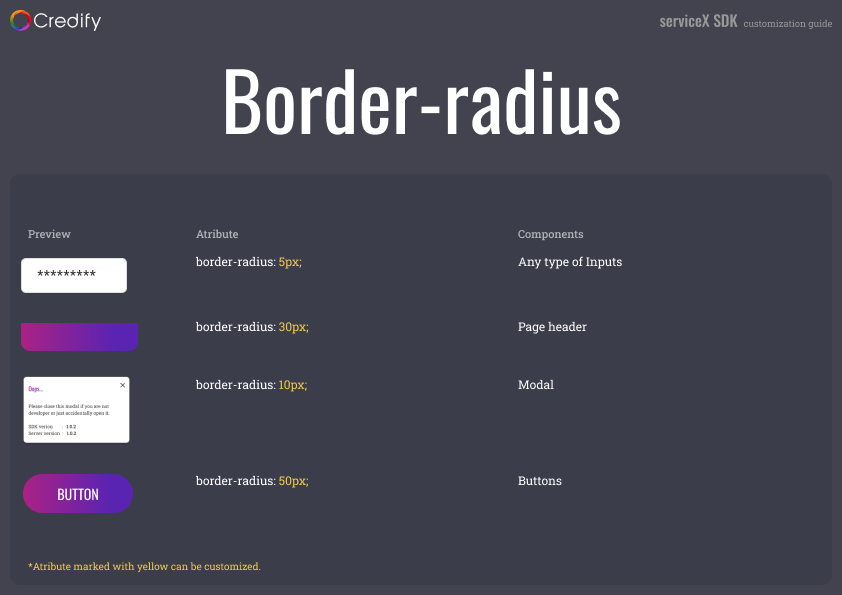 Credify
serviceX SDK customization guide
Border-radius
Preview Atribute Components
********* border-radius: 5px; Any type of Inputs
border-radius: 30px; Page header
border-radius: 10px; Modal
Oops... ×
Please close this modal if you are not
developer or just accidentally open it.
SDK verion : 1.0.2
Server version : 1.0.2
BUTTON border-radius: 50px; Buttons
*Atribute marked with yellow can be customized.